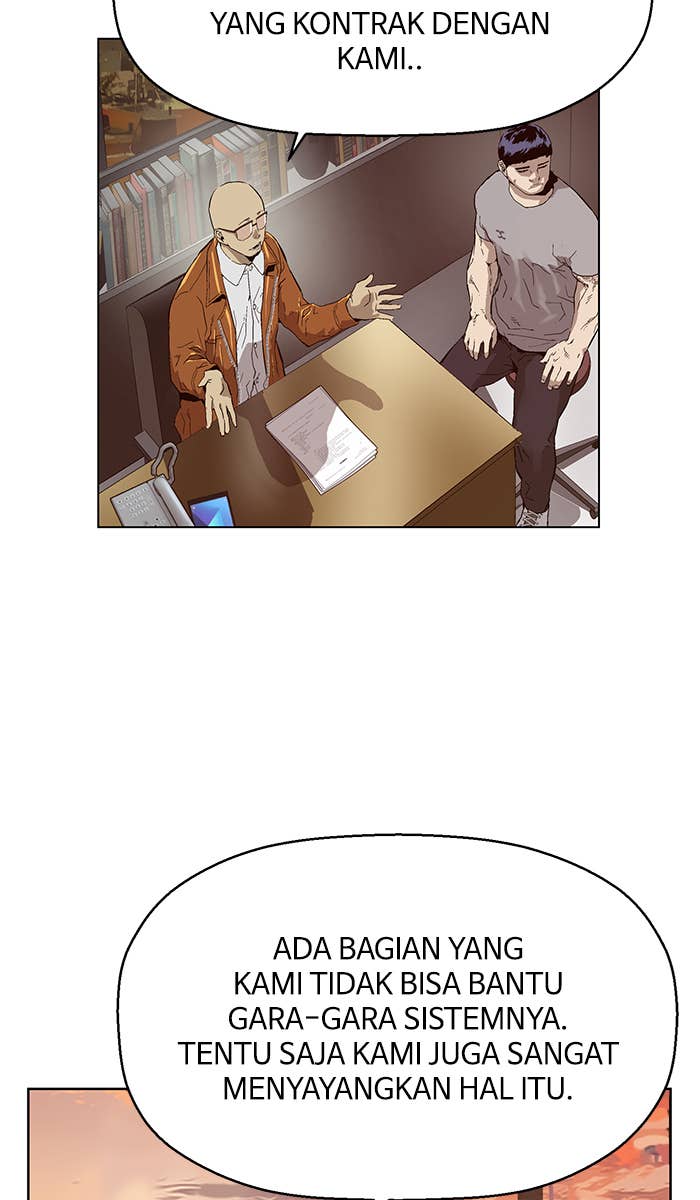 YANG KONTRAK DENGAN
KAMI..
ADA BAGIAN YANG
KAMI TIDAK BISA BANTU
GARA-GARA SISTEMNYA.
TENTU SAJA KAMI JUGA SANGAT
MENYAYANGKAN HAL ITU.